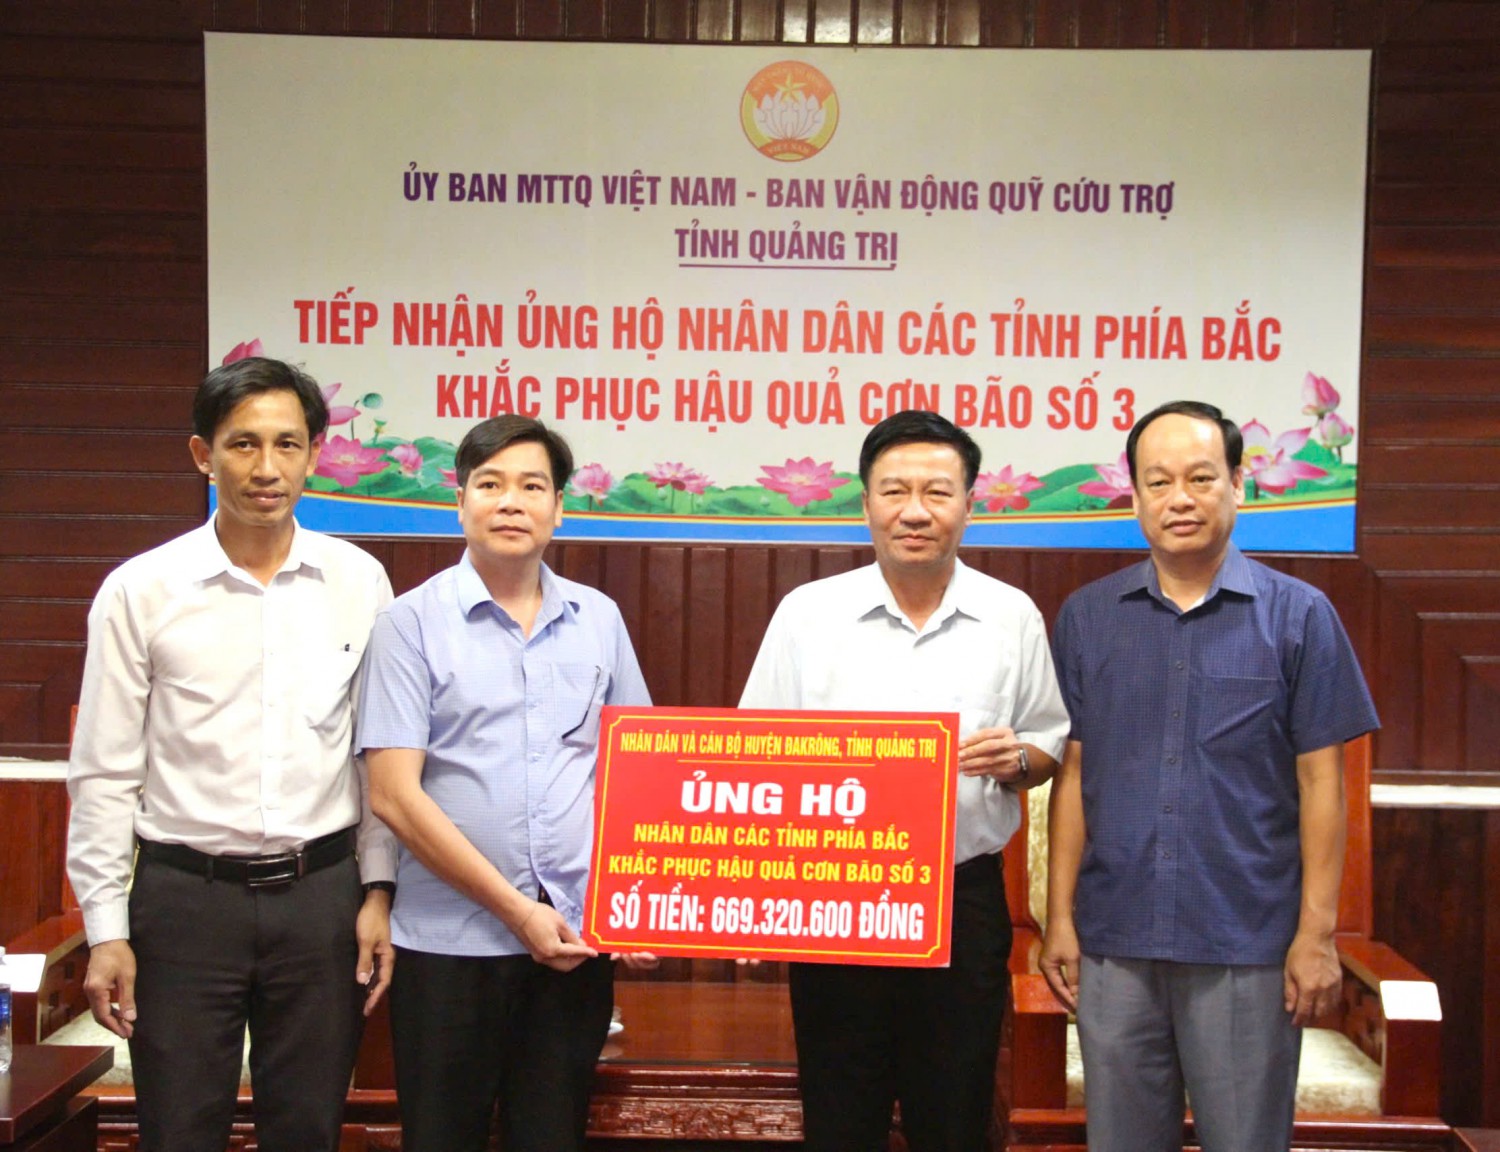 VIỆT NAM
ỦY BAN MTTQ VIỆT NAM - BAN VẬN ĐỘNG QUỸ CỨU TRỢ
TỈNH QUẢNG TRỊ
TIẾP NHẬN ỦNG HỘ NHÂN DÂN CÁC TỈNH PHÍA BẮC
KHẮC PHỤC HẬU QUẢ CƠN BÃO SỐ 3
NHÂN DÂN VÀ CÁN BỘ HUYỆN ĐAKRÔNG, TỈNH QUẢNG TRỊ
ỦNG HỘ
NHÂN DÂN CÁC TỈNH PHÍA BẮC
KHẮC PHỤC HẬU QUẢ CƠN BÃO SỐ 3
SỐ TIỀN: 669.320.600 ĐỒNG